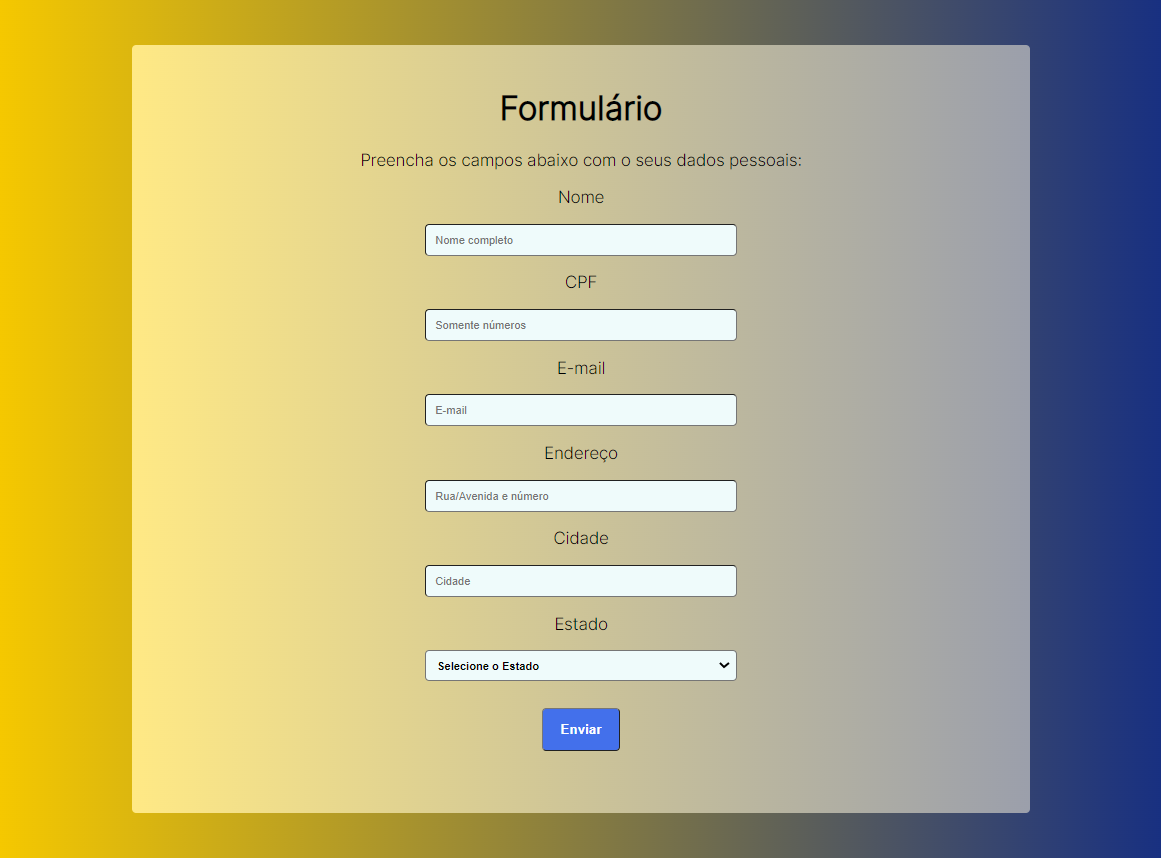 Formulário
Preencha os campos abaixo com o seus dados pessoais:
Nome
Nome completo
CPF
Somente números
E-mail
E-mail
Endereço
Rua/Avenida e número
Cidade
Cidade
Estado
Selecione o Estado
Enviar